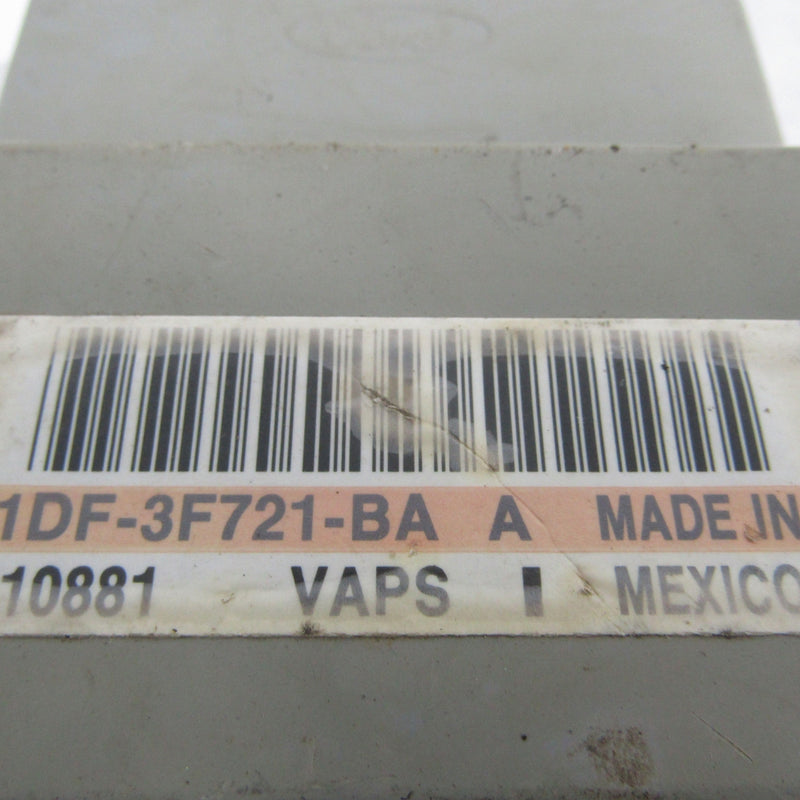 1DF-3F721-BA A MADE IN
10881 VAPS I MEXICO